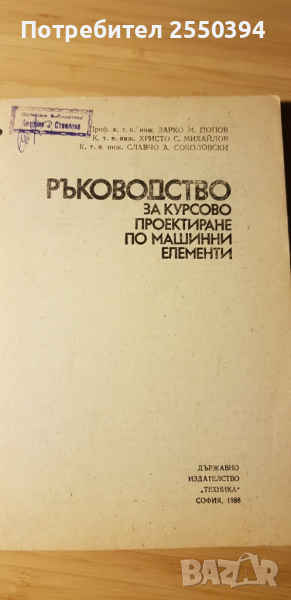 Потребител 2550394
Проф. к. т. н. инж. ЗАРКО М. ПОПОВ
К. т. н. инж. ХРИСТО С. МИХАЙЛОВ
К. т. н. инж. СЛАВЧО А. СОКОЛОВСКИ
РЪКОВОДСТВО
ЗА КУРСОВО
ПРОЕКТИРАНЕ
ПО МАШИННИ
ЕЛЕМЕНТИ
ДЪРЖАВНО
ИЗДАТЕЛСТВО
„ТЕХНИКА“
СОФИЯ, 1988
BAZAR